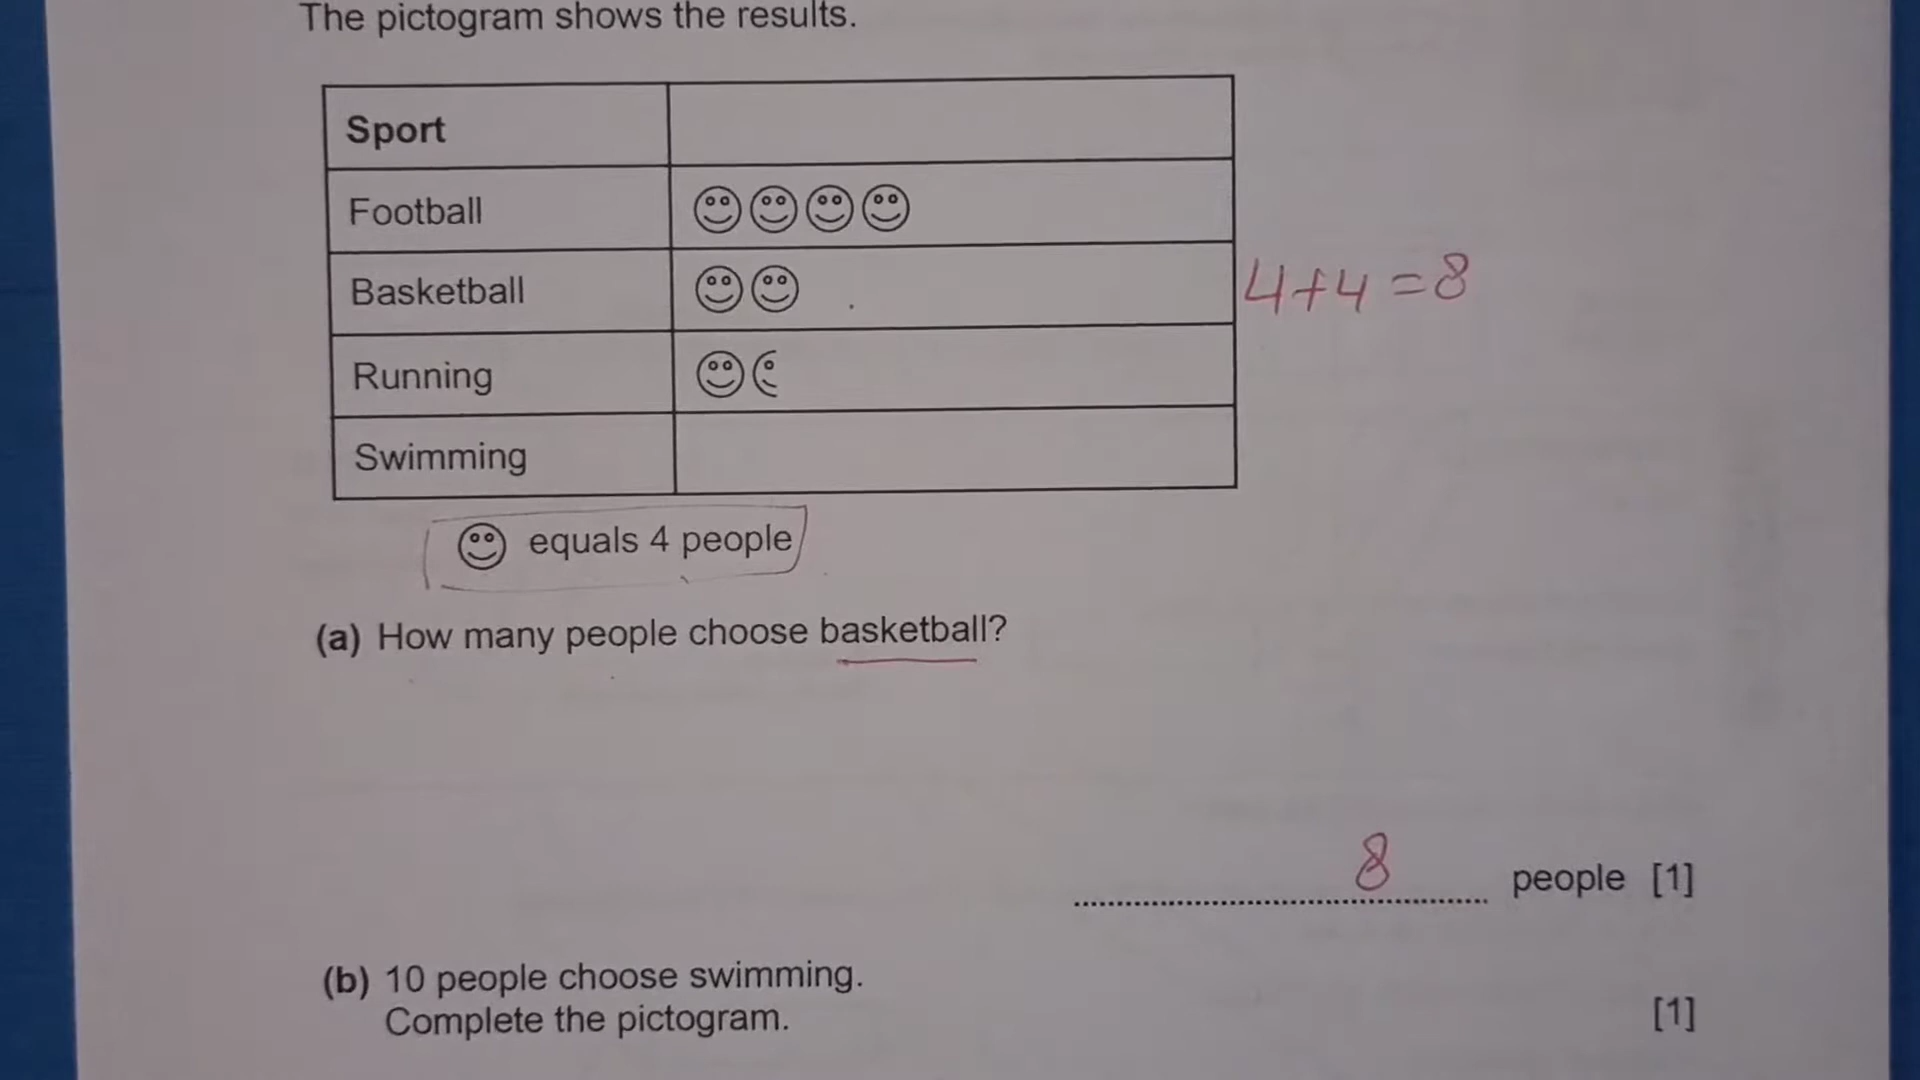 The pictogram shows the results.
Sport
Football
Basketball 4+4=8
Running
Swimming
equals 4 people
(a) How many people choose basketball?
8 people [1]
(b) 10 people choose swimming.
Complete the pictogram. [1]